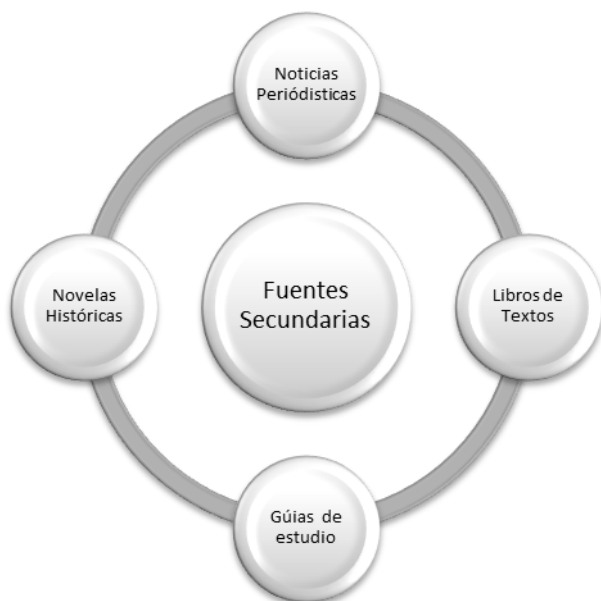 Noticias
Periódisticas
Novelas
Históricas
Fuentes
Secundarias
Libros de
Textos
Gúias de
estudio